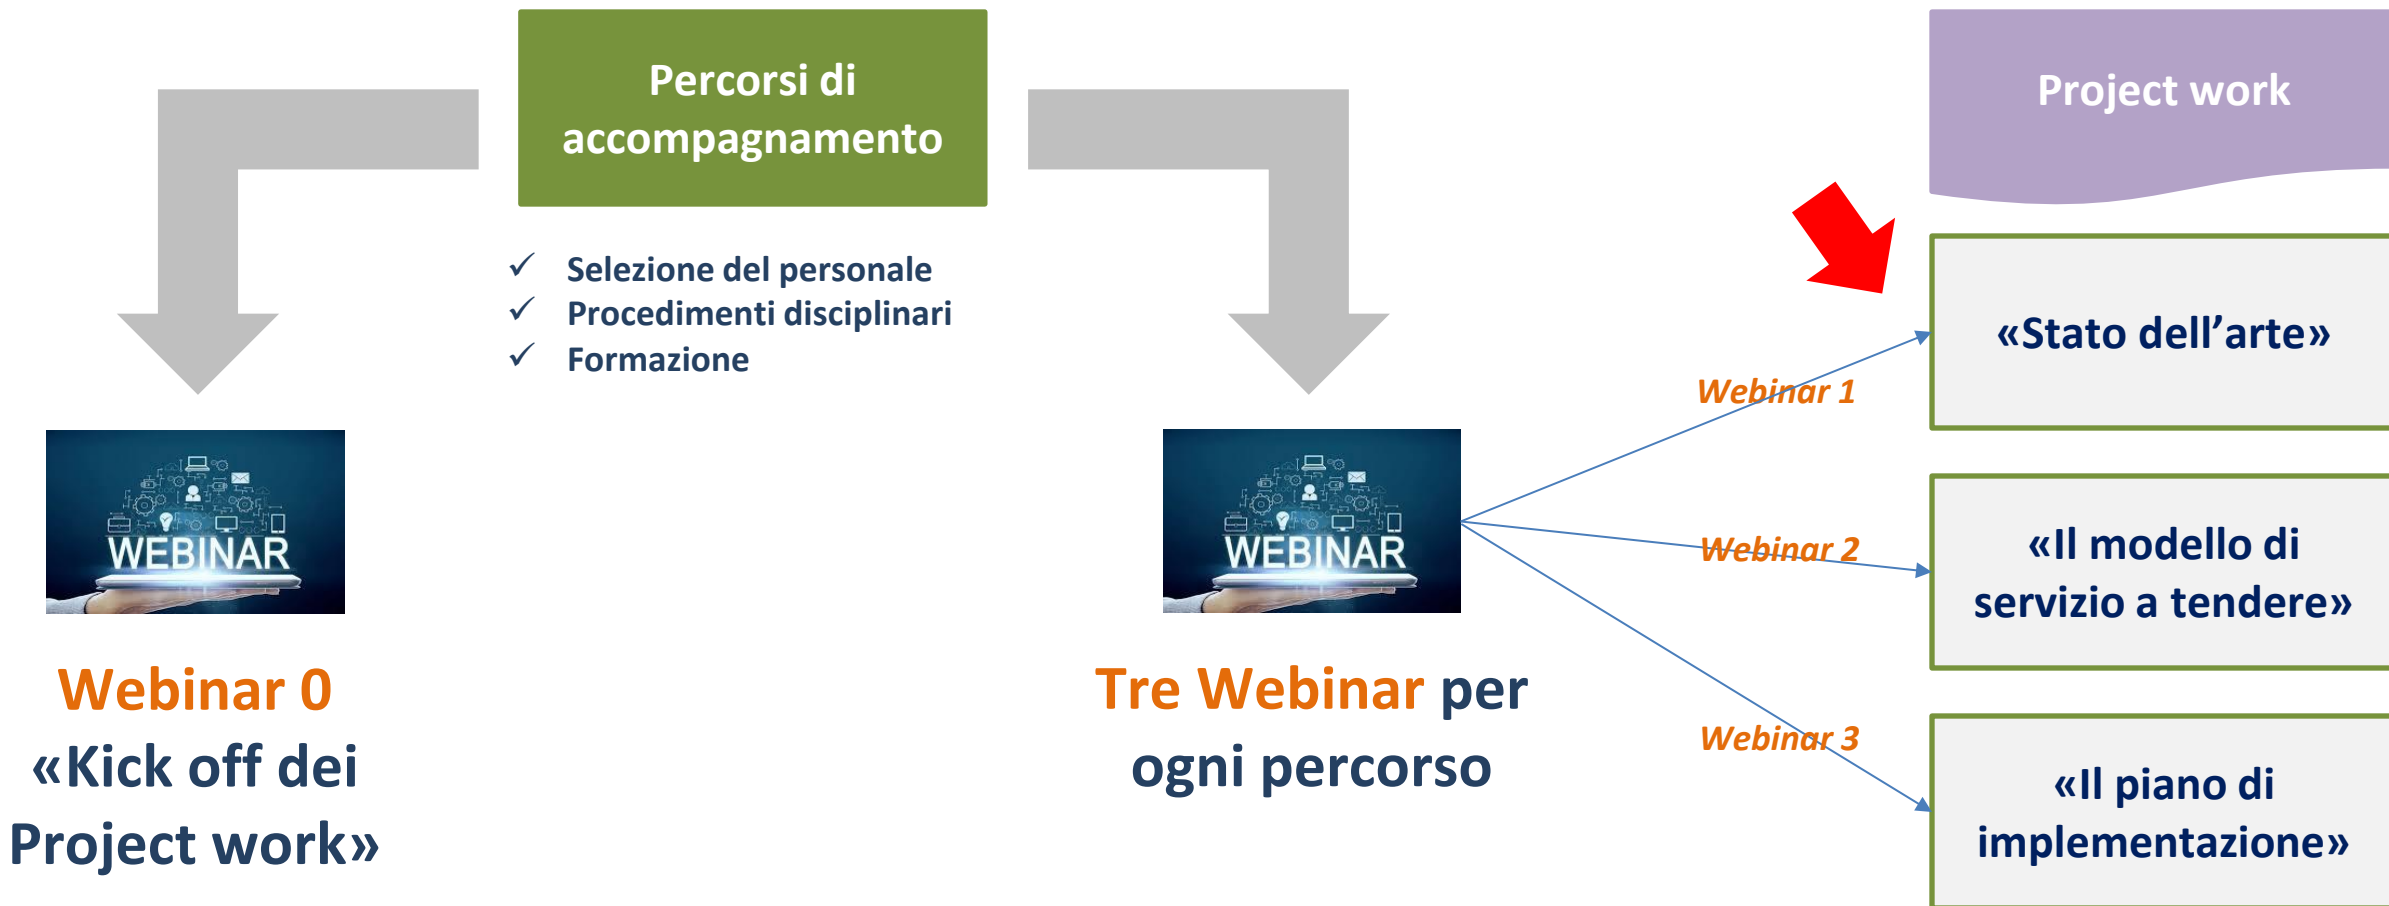 Percorsi di
accompagnamento
✓ Selezione del personale
✓ Procedimenti disciplinari
✓ Formazione
WEBINAR
Webinar 0
«Kick off dei
Project work»
WEBINAR
Tre Webinar per
ogni percorso
Webinar 1
Webinar 2
Webinar 3
Project work
«Stato dell’arte»
«Il modello di
servizio a tendere»
«Il piano di
implementazione»